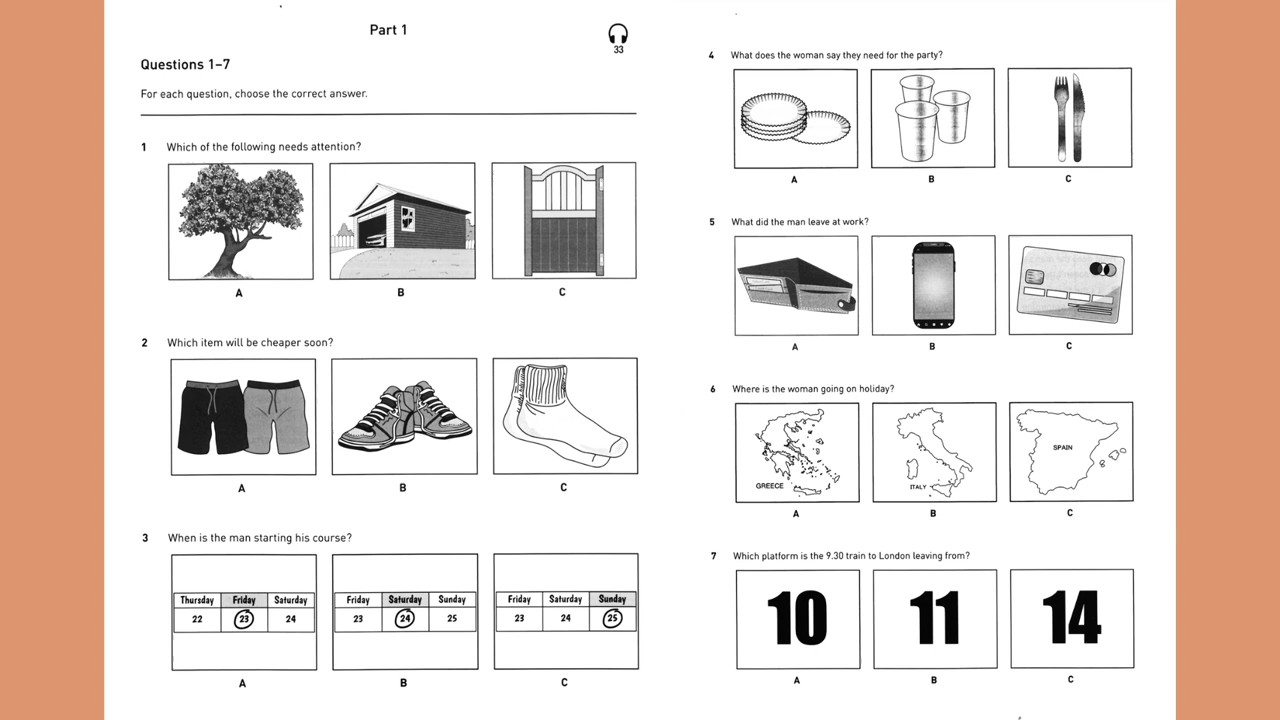 Part 1
33
Questions 1–7
For each question, choose the correct answer.
1 Which of the following needs attention?
A B C
2 Which item will be cheaper soon?
A B C
3 When is the man starting his course?
Thursday Friday Saturday
22 23 24
Friday Saturday Sunday
23 24 25
Friday Saturday Sunday
23 24 25
A B C
4 What does the woman say they need for the party?
A B C
5 What did the man leave at work?
A B C
6 Where is the woman going on holiday?
GREECE
ITALY
SPAIN
A B C
7 Which platform is the 9.30 train to London leaving from?
10 11 14
A B C